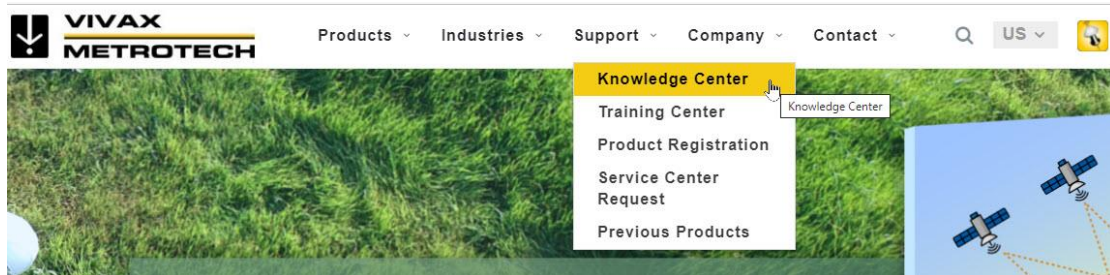 VIVAX
METROTECH
Products
Industries
Support
Company
Contact
US
Knowledge Center
Knowledge Center
Training Center
Product Registration
Service Center
Request
Previous Products